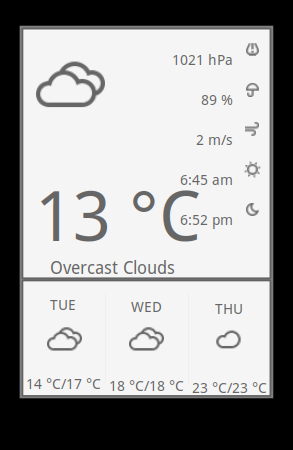 1021 hPa
89 %
2 m/s
6:45 am
13 °C
6:52 pm
Overcast Clouds
TUE
WED
THU
14 °C/17 °C
18 °C/18 °C
23 °C/23 °C